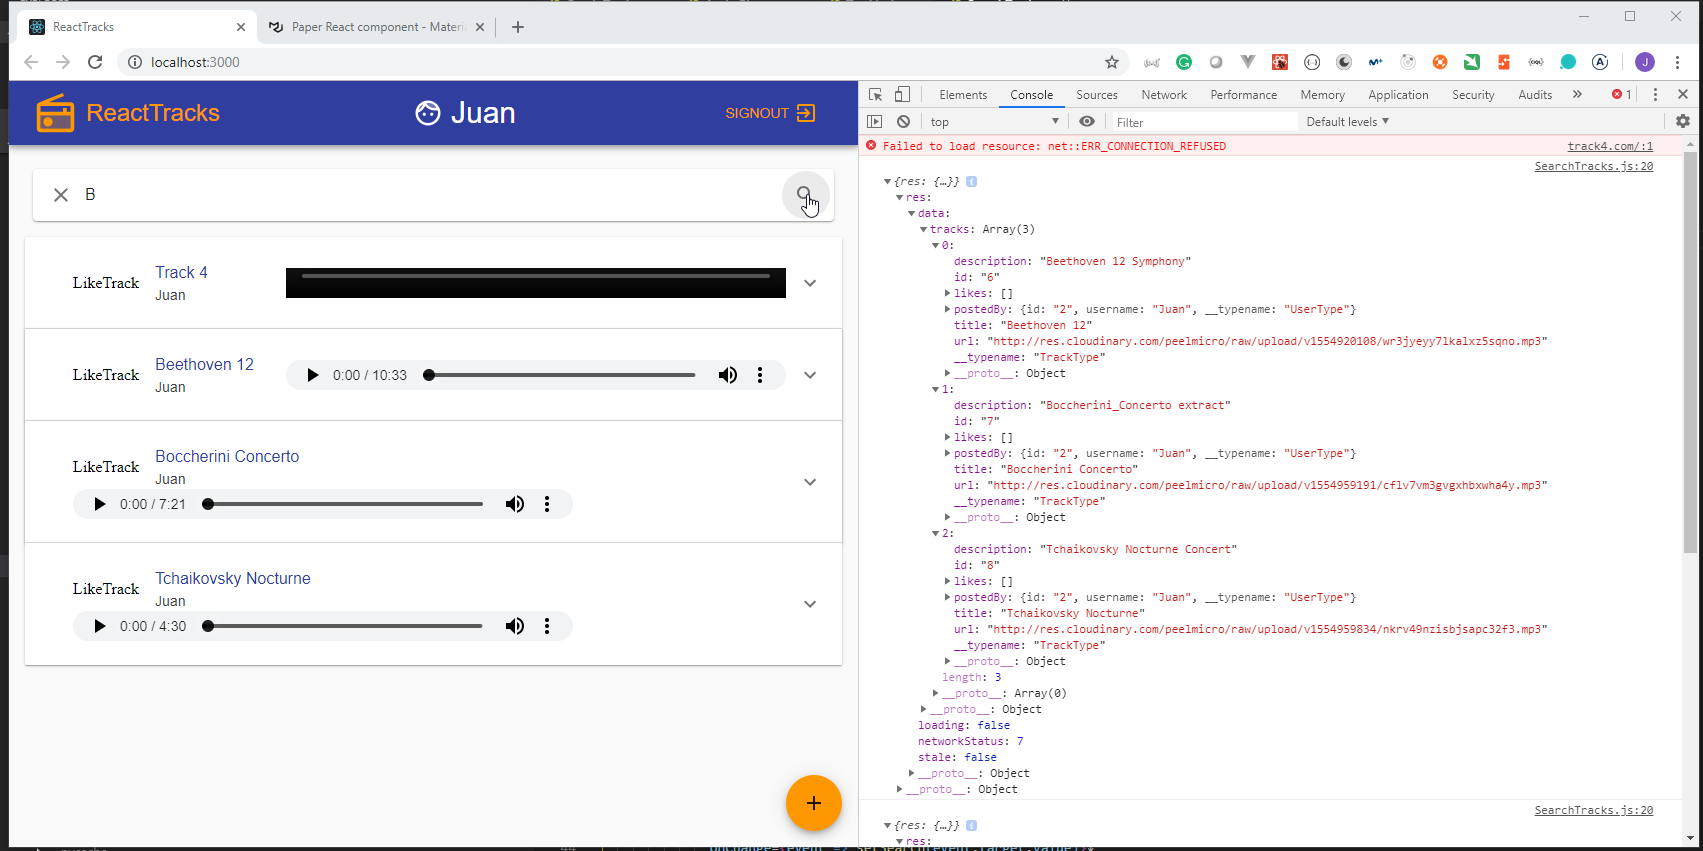 ReactTracks
Paper React component - Materi
localhost:3000
J
ReactTracks
Juan
SIGNOUT
B
LikeTrack
Track 4
Juan
LikeTrack
Beethoven 12
Juan
0:00 / 10:33
LikeTrack
Boccherini Concerto
Juan
0:00 / 7:21
LikeTrack
Tchaikovsky Nocturne
Juan
0:00 / 4:30
+
Elements Console Sources Network Performance Memory Application Security Audits » 1
top Filter Default levels
Failed to load resource: net::ERR_CONNECTION_REFUSED track4.com/:1
SearchTracks.js:20
{res: {…}}
res:
data:
tracks: Array(3)
0:
description: "Beethoven 12 Symphony"
id: "6"
likes: []
postedBy: {id: "2", username: "Juan", __typename: "UserType"}
title: "Beethoven 12"
url: "http://res.cloudinary.com/peelmicro/raw/upload/v1554920108/wr3jyeyy7lkalxz5sqno.mp3"
__typename: "TrackType"
__proto__: Object
1:
description: "Boccherini_Concerto extract"
id: "7"
likes: []
postedBy: {id: "2", username: "Juan", __typename: "UserType"}
title: "Boccherini Concerto"
url: "http://res.cloudinary.com/peelmicro/raw/upload/v1554959191/cflv7vm3gvgxhbxwha4y.mp3"
__typename: "TrackType"
__proto__: Object
2:
description: "Tchaikovsky Nocturne Concert"
id: "8"
likes: []
postedBy: {id: "2", username: "Juan", __typename: "UserType"}
title: "Tchaikovsky Nocturne"
url: "http://res.cloudinary.com/peelmicro/raw/upload/v1554959834/nkrv49nzisbjsapc32f3.mp3"
__typename: "TrackType"
__proto__: Object
length: 3
__proto__: Array(0)
__proto__: Object
loading: false
networkStatus: 7
stale: false
__proto__: Object
__proto__: Object
SearchTracks.js:20
{res: {…}}
res: